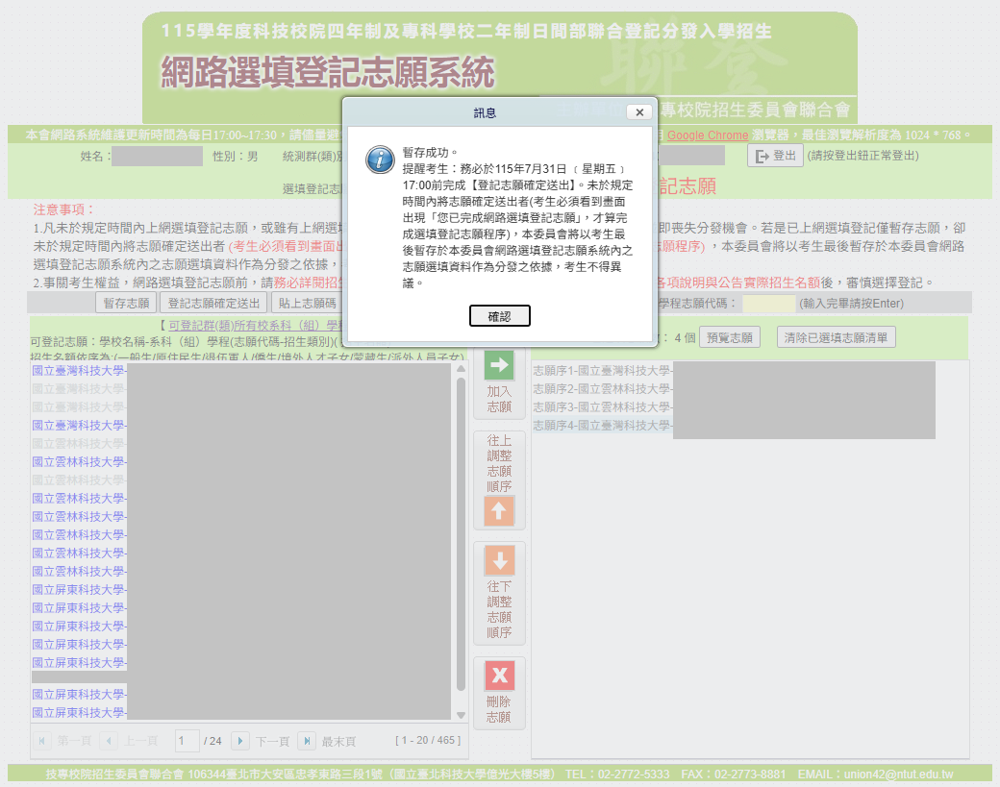 115學年度科技校院四年制及專科學校二年制日間部聯合登記分發入學招生
網路選填登記志願系統
聯登
專校院招生委員會聯合會
本會網路系統維護更新時間為每日17:00~17:30，請儘量避
Google Chrome 瀏覽器，最佳瀏覽解析度為 1024 * 768。
姓名： 性別：男 統測群(類)別
登出 (請按登出鈕正常登出)
選填登記志
記志願
訊息
暫存成功。
提醒考生：務必於115年7月31日﹝星期五﹞
17:00前完成【登記志願確定送出】。未於規定
時間內將志願確定送出者(考生必須看到畫面
出現「您已完成網路選填登記志願」，才算完
成選填登記志願程序)，本委員會將以考生最
後暫存於本委員會網路選填登記志願系統內之
志願選填資料作為分發之依據，考生不得異
議。
確認
注意事項：
1.凡未於規定時間內上網選填登記志願，或雖有上網選
即喪失分發機會。若是已上網選填登記僅暫存志願，卻
未於規定時間內將志願確定送出者 (考生必須看到畫面出
志願程序) ，本委員會將以考生最後暫存於本委員會網路
選填登記志願系統內之志願選填資料作為分發之依據，
2.事關考生權益，網路選填登記志願前，請務必詳閱招生
各項說明與公告實際招生名額後，審慎選擇登記。
暫存志願 登記志願確定送出 貼上志願碼
學程志願代碼： (輸入完畢請按Enter)
【 可登記群(類)所有校系科（組）學程
可登記志願：學校名稱-系科（組）學程(志願代碼-招生類別)(
招生名額依序為:(一般生/原住民生/退伍軍人/僑生/境外人才子女/蒙藏生/派外人員子女)
： 4 個 預覽志願 清除已選填志願清單
國立臺灣科技大學-
國立臺灣科技大學-
國立臺灣科技大學-
國立臺灣科技大學-
國立雲林科技大學-
國立雲林科技大學-
國立雲林科技大學-
國立雲林科技大學-
國立雲林科技大學-
國立雲林科技大學-
國立雲林科技大學-
國立雲林科技大學-
國立屏東科技大學-
國立屏東科技大學-
國立屏東科技大學-
國立屏東科技大學-
國立屏東科技大學-
國立屏東科技大學-
國立屏東科技大學-
第一頁 上一頁 1 / 24 下一頁 最末頁 [ 1 - 20 / 465 ]
加入
志願
往上
調整
志願
順序
往下
調整
志願
順序
刪除
志願
志願序1-國立臺灣科技大學-
志願序2-國立雲林科技大學-
志願序3-國立雲林科技大學-
志願序4-國立臺灣科技大學-
技專校院招生委員會聯合會 106344臺北市大安區忠孝東路三段1號（國立臺北科技大學億光大樓5樓） TEL：02-2772-5333 FAX：02-2773-8881 EMAIL：union42@ntut.edu.tw